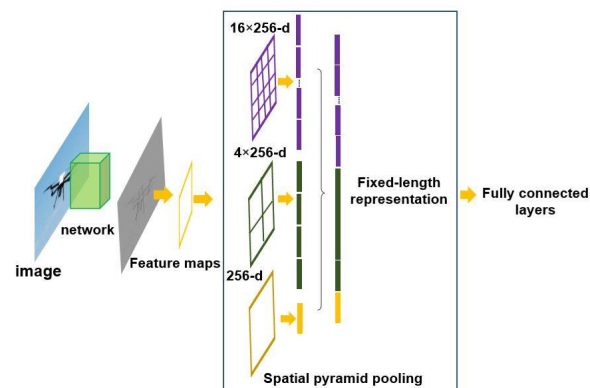 image
network
Feature maps
16×256-d
4×256-d
256-d
Fixed-length
representation
Spatial pyramid pooling
Fully connected
layers